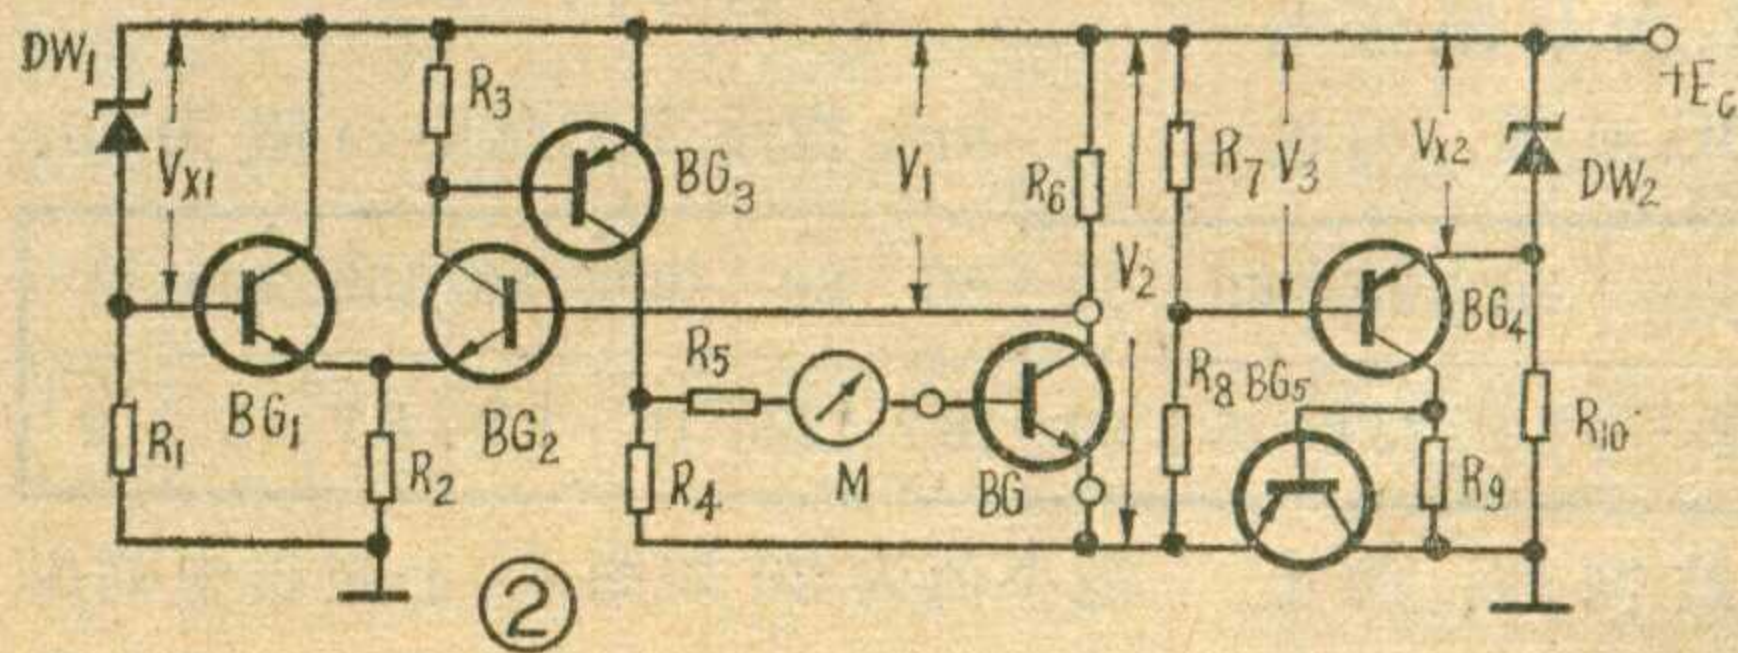 DW1
VX1
R3
BG3
V1
R6
V2
R7
V3
VX2
DW2
+EG
BG1
BG2
R1
R2
R4
R5
M
BG
R8
BG5
BG4
R9
R10
②